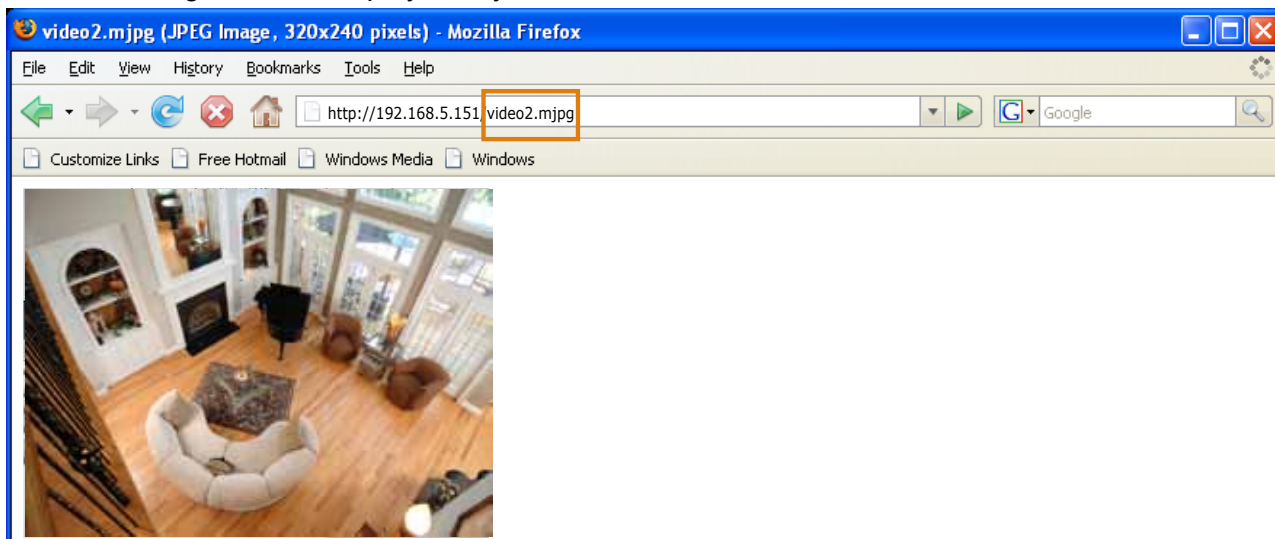 video2.mjpg (JPEG Image, 320x240 pixels) - Mozilla Firefox
File Edit View History Bookmarks Tools Help
http://192.168.5.151/video2.mjpg G Google
Customize Links Free Hotmail Windows Media Windows